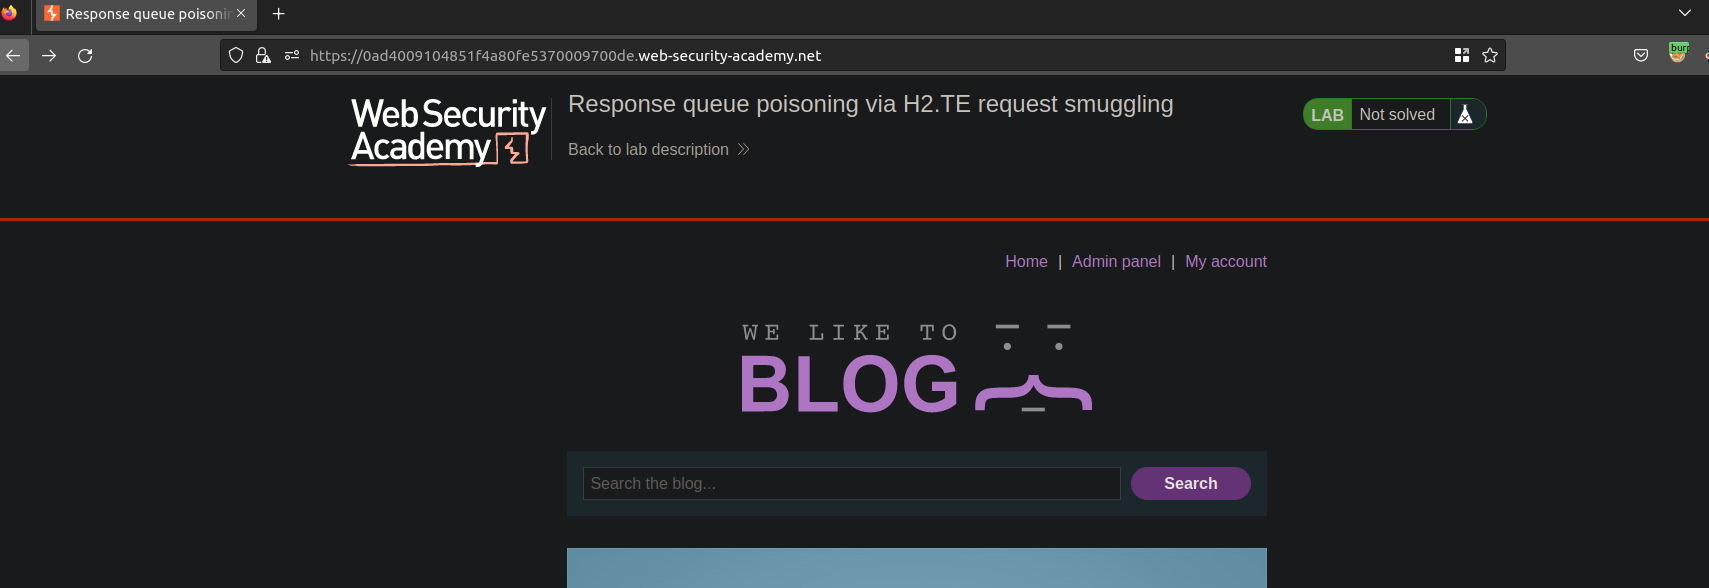 Response queue poisonin
https://0ad4009104851f4a80fe5370009700de.web-security-academy.net
burp
Web Security
Academy
Response queue poisoning via H2.TE request smuggling
Back to lab description
LAB Not solved
Home | Admin panel | My account
WE LIKE TO
BLOG
Search the blog...
Search